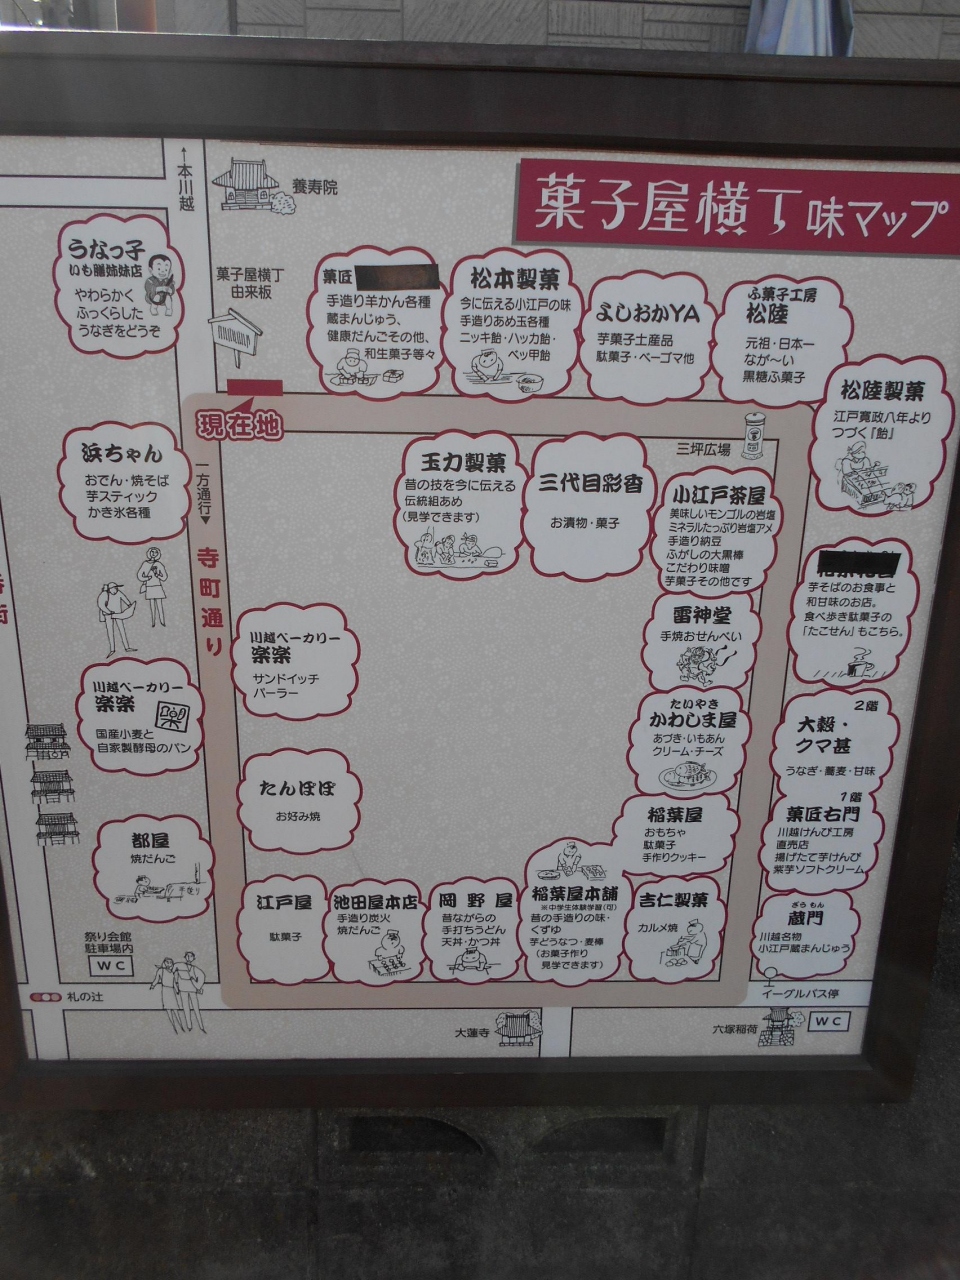 菓子屋横丁味マップ
↑本川越
養寿院
菓子屋横丁
由来板
うなっ子
いも膳姉妹店
やわらかく
ふっくらした
うなぎをどうぞ
菓匠
手造り羊かん各種
蔵まんじゅう、
健康だんごその他、
和生菓子等々
松本製菓
今に伝える小江戸の味
手造りあめ玉各種
ニッキ飴・ハッカ飴・
ベッ甲飴
よしおかYA
芋菓子土産品
駄菓子・ベーゴマ他
ふ菓子工房
松陸
元祖・日本一
なが〜い
黒糖ふ菓子
松陸製菓
江戸寛政八年より
つづく「飴」
現在地
三坪広場
浜ちゃん
おでん・焼そば
芋スティック
かき氷各種
一方通行▼
寺町通り
玉力製菓
昔の技を今に伝える
伝統組あめ
(見学できます)
三代目彩香
お漬物・菓子
小江戸茶屋
美味しいモンゴルの岩塩
ミネラルたっぷり岩塩アメ
手造り納豆
ふがしの大黒棒
こだわり味噌
芋菓子その他です
芋そばのお食事と
和甘味のお店。
食べ歩き駄菓子の
「たこせん」もこちら。
雷神堂
手焼おせんべい
川越ベーカリー
楽楽
サンドイッチ
パーラー
川越ベーカリー
楽楽
国産小麦と
自家製酵母のパン
たいやき
かわしま屋
あづき・いもあん
クリーム・チーズ
2階
大穀・
クマ甚
うなぎ・蕎麦・甘味
たんぽぽ
お好み焼
稲葉屋
おもちゃ
駄菓子
手作りクッキー
1階
菓匠右門
川越けんぴ工房
直売店
揚げたて芋けんぴ
紫芋ソフトクリーム
都屋
焼だんご
江戸屋
駄菓子
池田屋本店
手造り炭火
焼だんご
岡野屋
昔ながらの
手打ちうどん
天丼・かつ丼
稲葉屋本舗
※中学生体験学習(可)
昔の手造りの味・
くずゆ
芋どうなつ・麦棒
(お菓子作り
見学できます)
吉仁製菓
カルメ焼
ぞうもん
蔵門
川越名物
小江戸蔵まんじゅう
祭り会館
駐車場内
WC
札の辻
イーグルバス停
大蓮寺
穴塚稲荷
WC